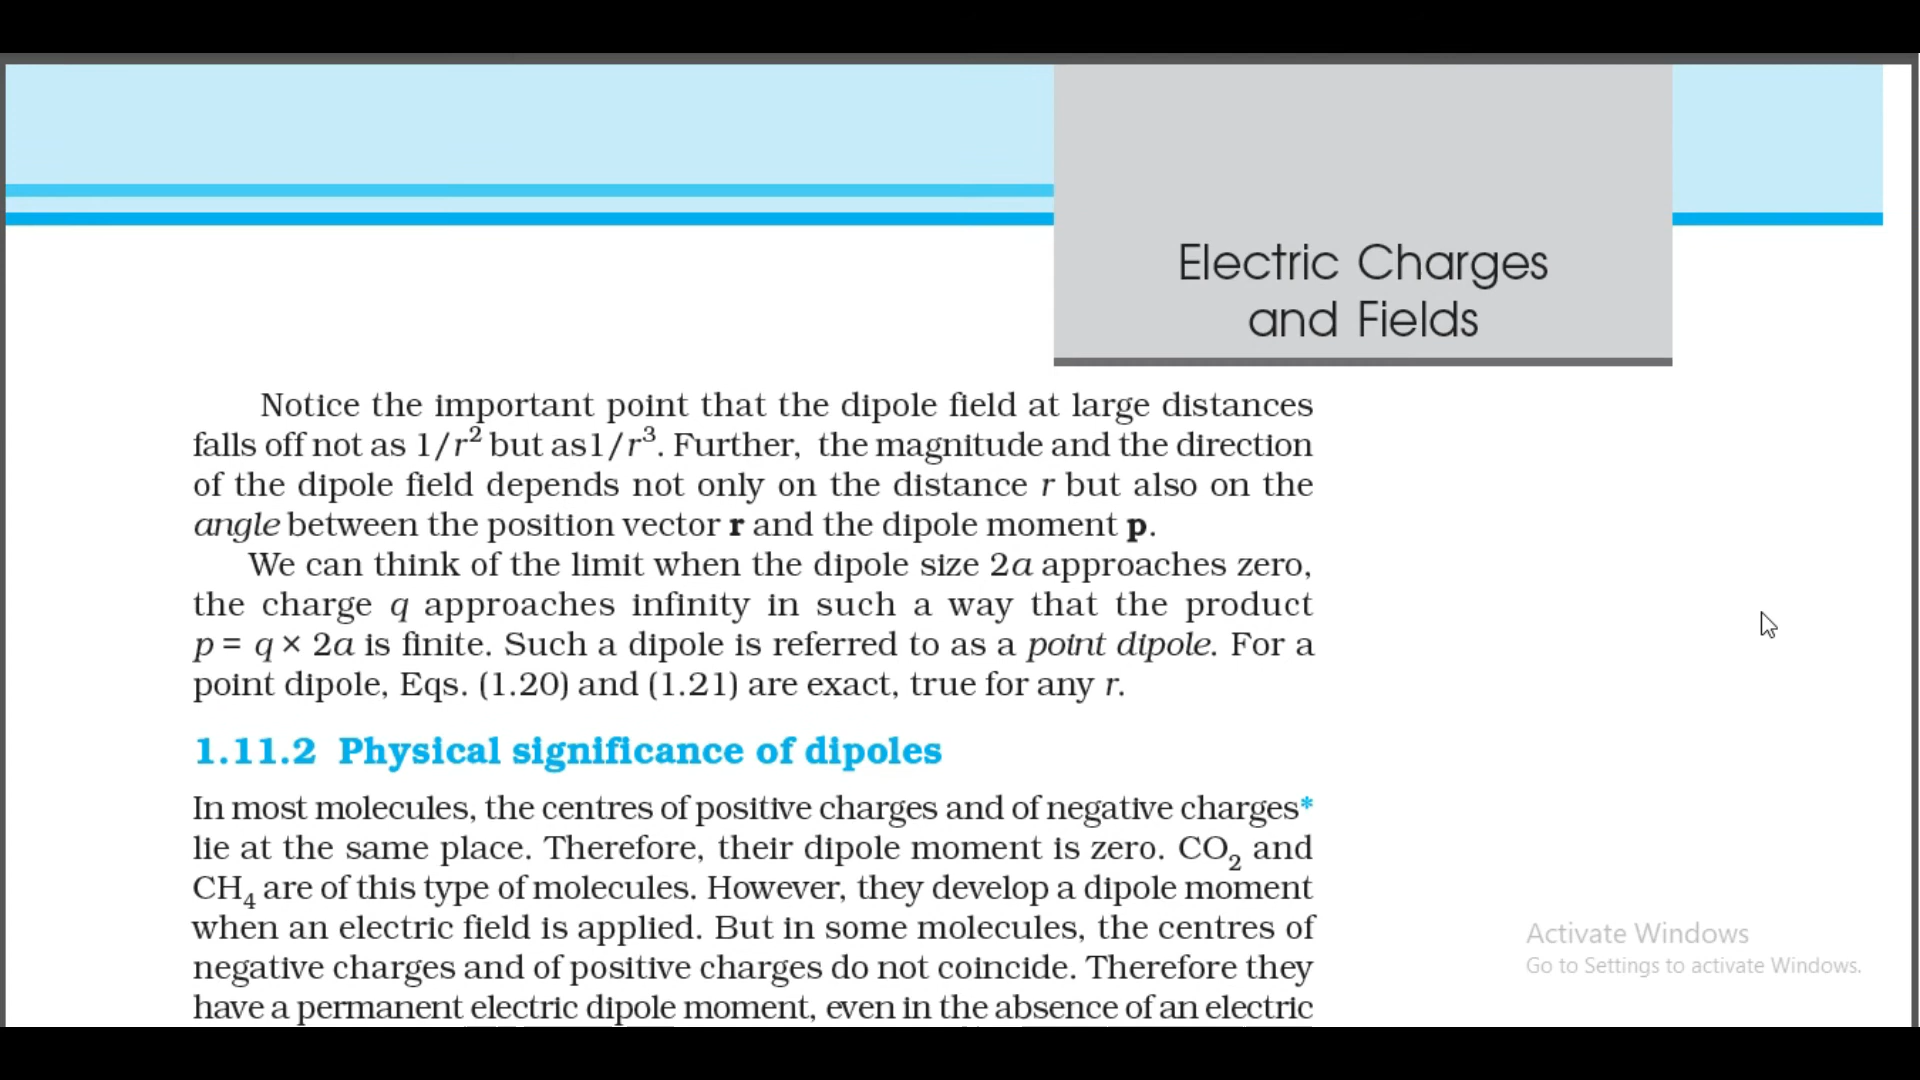 Electric Charges
and Fields
Notice the important point that the dipole field at large distances
falls off not as 1/r² but as1/r³. Further, the magnitude and the direction
of the dipole field depends not only on the distance r but also on the
angle between the position vector r and the dipole moment p.
We can think of the limit when the dipole size 2a approaches zero,
the charge q approaches infinity in such a way that the product
p = q × 2a is finite. Such a dipole is referred to as a point dipole. For a
point dipole, Eqs. (1.20) and (1.21) are exact, true for any r.
1.11.2 Physical significance of dipoles
In most molecules, the centres of positive charges and of negative charges*
lie at the same place. Therefore, their dipole moment is zero. CO₂ and
CH₄ are of this type of molecules. However, they develop a dipole moment
when an electric field is applied. But in some molecules, the centres of
negative charges and of positive charges do not coincide. Therefore they
have a permanent electric dipole moment, even in the absence of an electric
Activate Windows
Go to Settings to activate Windows.